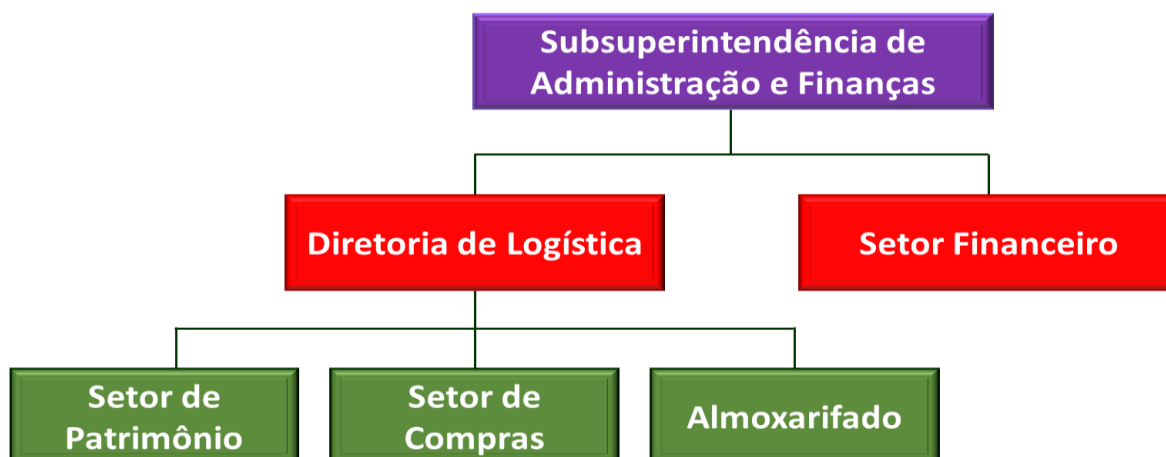 Subsuperintendência de
Administração e Finanças
Diretoria de Logística
Setor Financeiro
Setor de
Patrimônio
Setor de
Compras
Almoxarifado